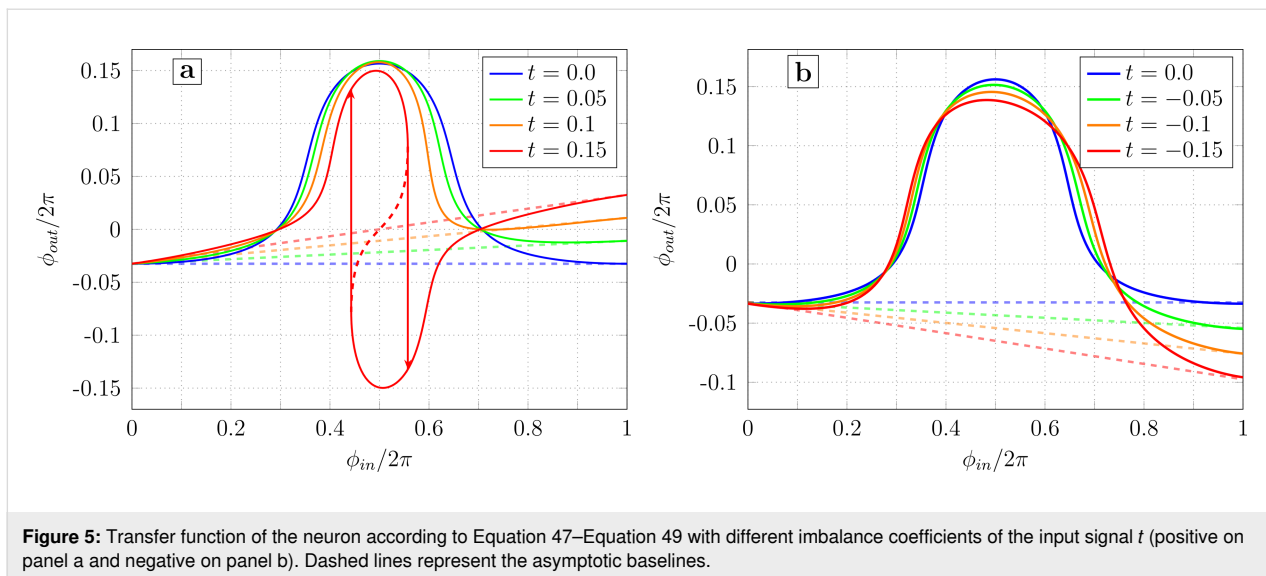 a
t = 0.0
t = 0.05
t = 0.1
t = 0.15
0.15
0.1
0.05
0
-0.05
-0.1
-0.15
ϕout/2π
0
0.2
0.4
0.6
0.8
1
ϕin/2π
b
t = 0.0
t = −0.05
t = −0.1
t = −0.15
0.15
0.1
0.05
0
-0.05
-0.1
ϕout/2π
0
0.2
0.4
0.6
0.8
1
ϕin/2π
Figure 5: Transfer function of the neuron according to Equation 47–Equation 49 with different imbalance coefficients of the input signal t (positive on
panel a and negative on panel b). Dashed lines represent the asymptotic baselines.